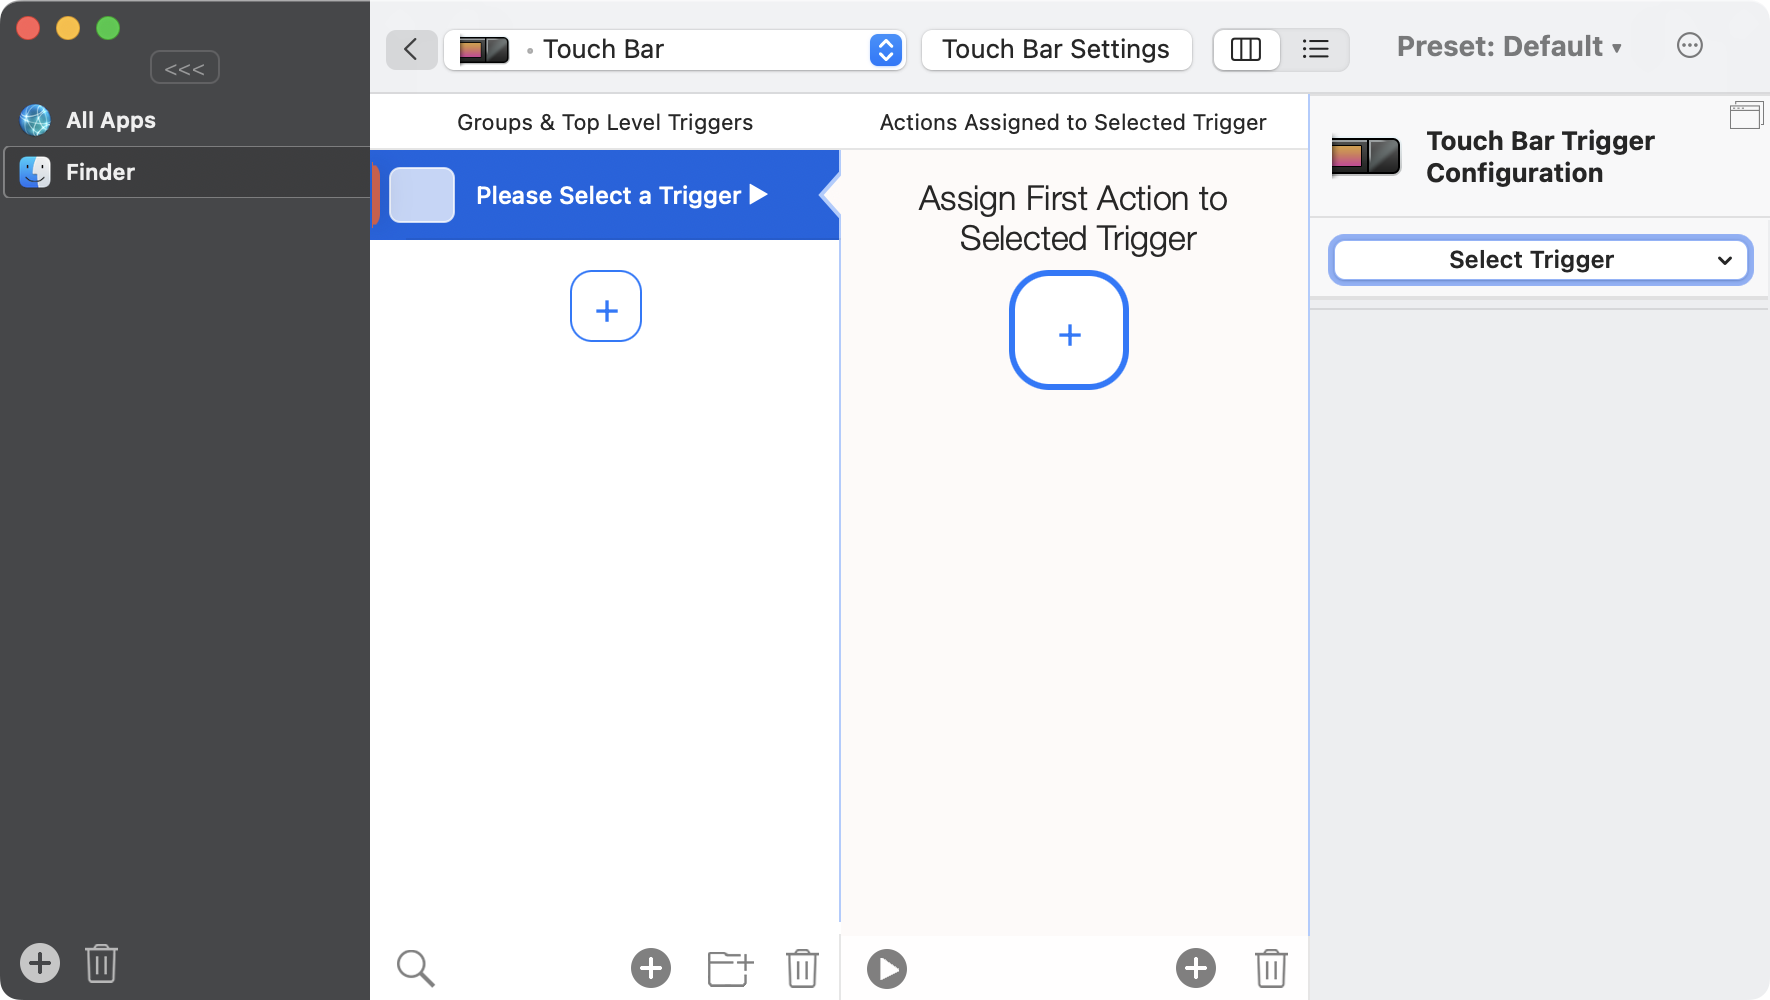 <<<
All Apps
Finder
Touch Bar
Touch Bar Settings
Preset: Default
Groups & Top Level Triggers
Actions Assigned to Selected Trigger
Please Select a Trigger
Assign First Action to
Selected Trigger
Touch Bar Trigger
Configuration
Select Trigger